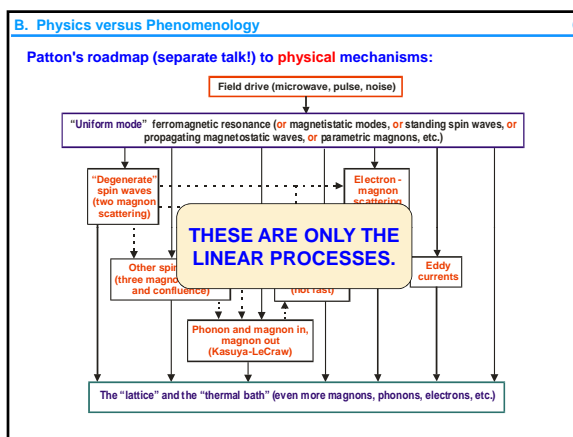 B. Physics versus Phenomenology
Patton's roadmap (separate talk!) to physical mechanisms:
Field drive (microwave, pulse, noise)
“Uniform mode” ferromagnetic resonance (or magnetistatic modes, or standing spin waves, or
propagating magnetostatic waves, or parametric magnons, etc.)
“Degenerate”
spin waves
(two magnon
scattering)
Electron -
magnon
scattering
THESE ARE ONLY THE
LINEAR PROCESSES.
Other spin
(three magno
and confluence)
(not fast)
Eddy
currents
Phonon and magnon in,
magnon out
(Kasuya-LeCraw)
The “lattice” and the “thermal bath” (even more magnons, phonons, electrons, etc.)